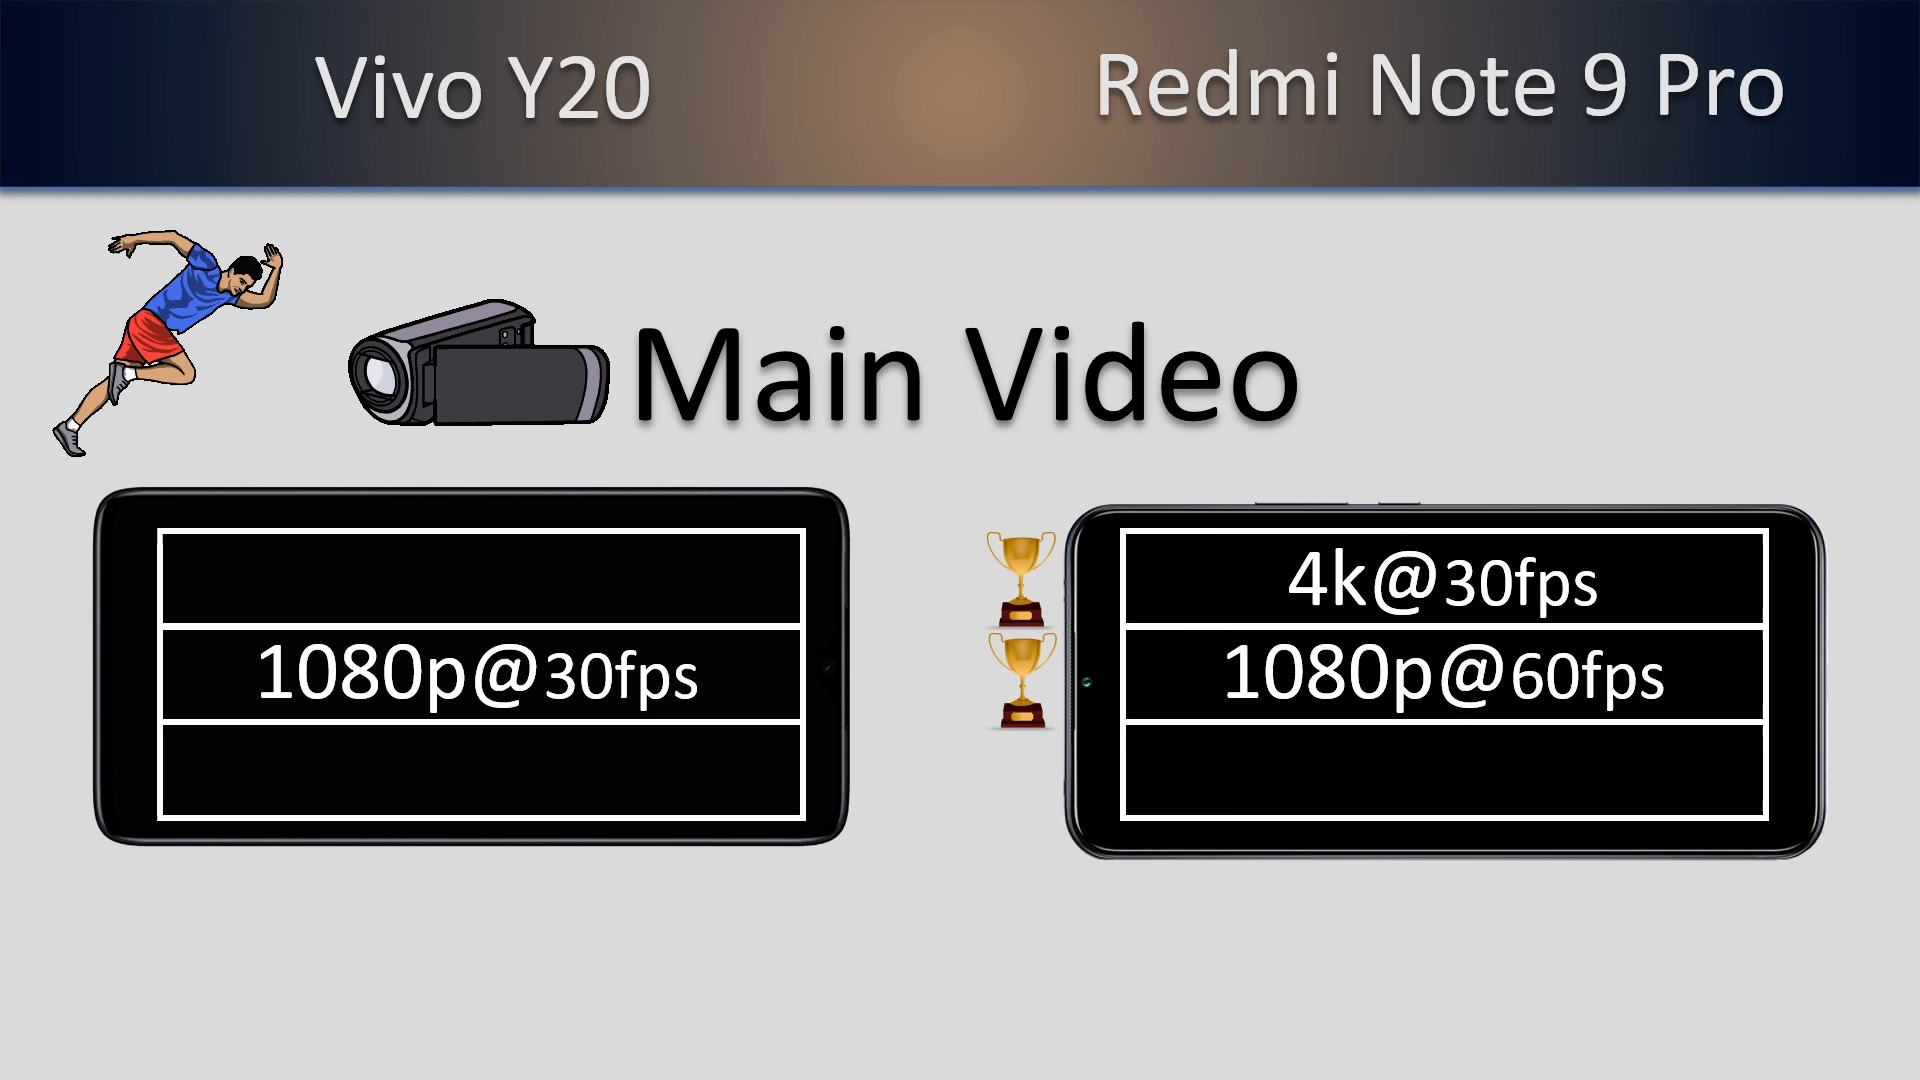 Vivo Y20
Redmi Note 9 Pro
Main Video
1080p@30fps
4k@30fps
1080p@60fps